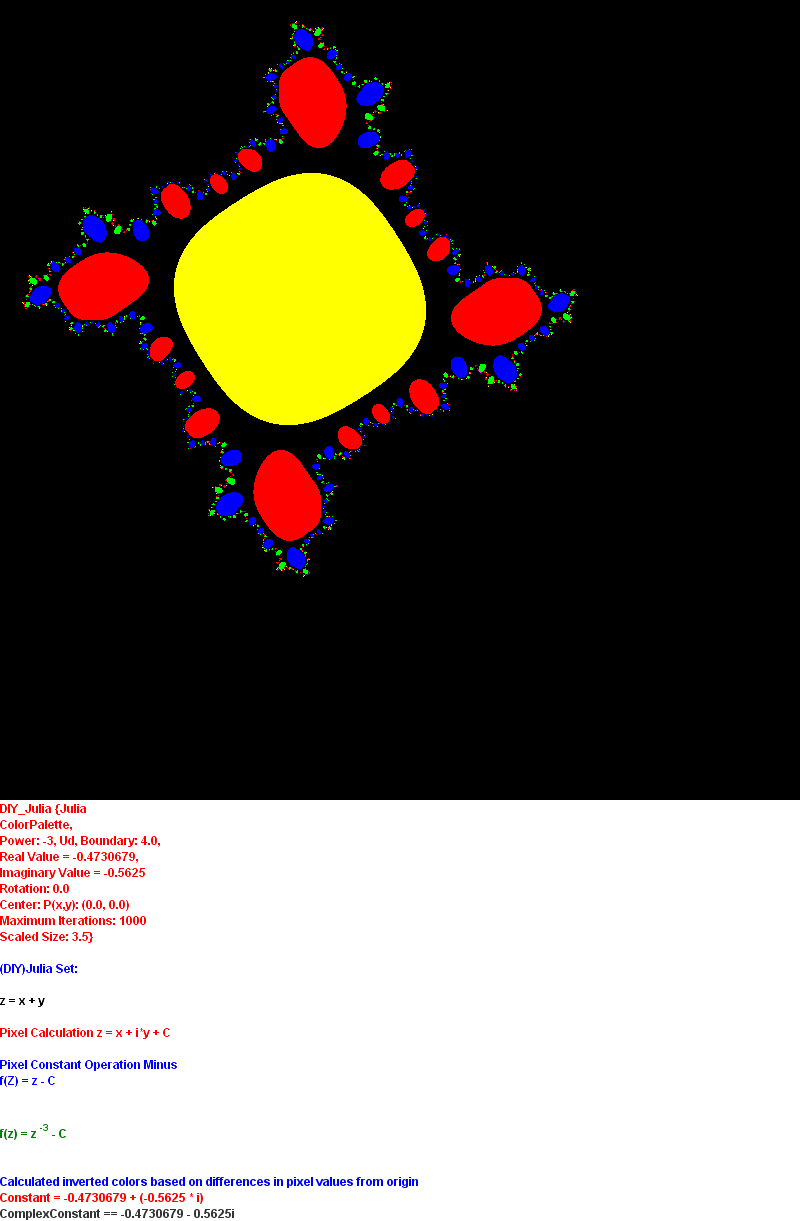 DIY_Julia {Julia
ColorPalette,
Power: -3, Ud, Boundary: 4.0,
Real Value = -0.4730679,
Imaginary Value = -0.5625
Rotation: 0.0
Center: P(x,y): (0.0, 0.0)
Maximum Iterations: 1000
Scaled Size: 3.5}
(DIY)Julia Set:
z = x + y
Pixel Calculation z = x + i*y + C
Pixel Constant Operation Minus
f(Z) = z - C
f(z) = z ⁻³ - C
Calculated inverted colors based on differences in pixel values from origin
Constant = -0.4730679 + (-0.5625 * i)
ComplexConstant == -0.4730679 - 0.5625i